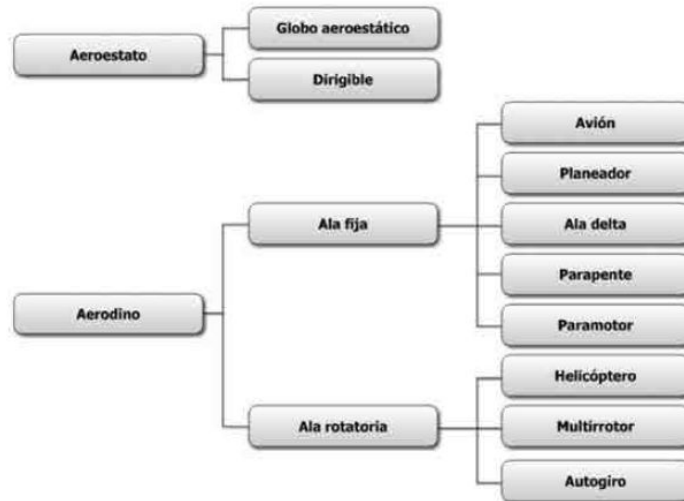 Aeroestato
Globo aeroestático
Dirigible
Aerodino
Ala fija
Avión
Planeador
Ala delta
Parapente
Paramotor
Ala rotatoria
Helicóptero
Multirrotor
Autogiro